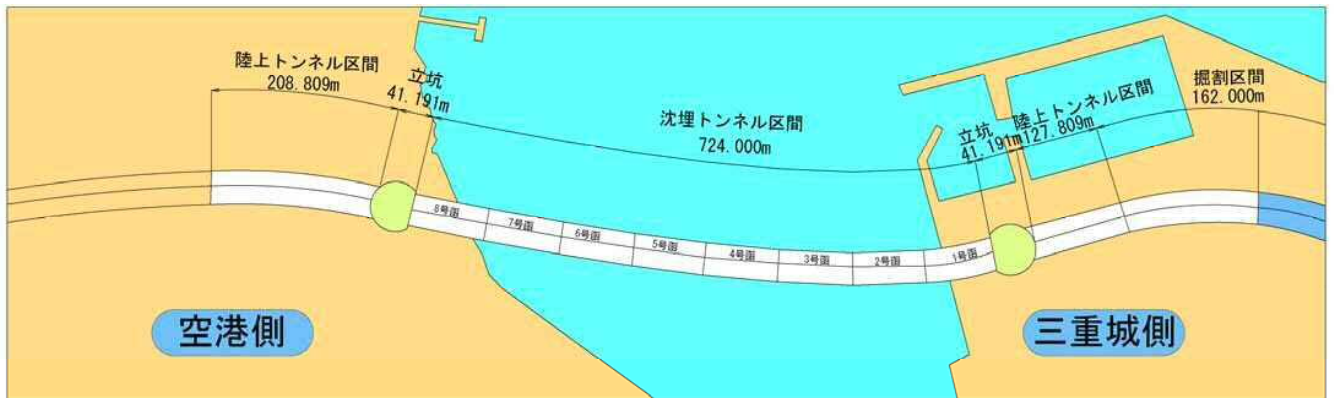 陸上トンネル区間
208.809m
立坑
41.191m
沈埋トンネル区間
724.000m
立坑
41.191m
陸上トンネル区間
127.809m
掘割区間
162.000m
8号函
7号函
6号函
5号函
4号函
3号函
2号函
1号函
空港側
三重城側